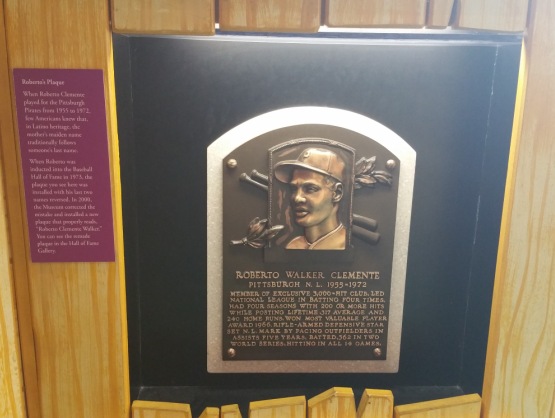 Roberto's Plaque
When Roberto Clemente
played for the Pittsburgh
Pirates from 1955 to 1972,
few Americans knew that,
in Latino heritage, the
mother's maiden name
traditionally follows
someone's last name.
When Roberto was
inducted into the Baseball
Hall of Fame in 1973, the
plaque you see here was
installed with his last two
names reversed. In 2000,
the Museum corrected the
mistake and installed a new
plaque that properly reads,
"Roberto Clemente Walker."
You can see the remade
plaque in the Hall of Fame
Gallery.
ROBERTO WALKER CLEMENTE
PITTSBURGH N. L. 1955-1972
MEMBER OF EXCLUSIVE 3,000-HIT CLUB. LED
NATIONAL LEAGUE IN BATTING FOUR TIMES.
HAD FOUR SEASONS WITH 200 OR MORE HITS
WHILE POSTING LIFETIME .317 AVERAGE AND
240 HOME RUNS. WON MOST VALUABLE PLAYER
AWARD 1966. RIFLE-ARMED DEFENSIVE STAR
SET N. L. MARK BY PACING OUTFIELDERS IN
ASSISTS FIVE YEARS. BATTED .362 IN TWO
WORLD SERIES, HITTING IN ALL 14 GAMES.